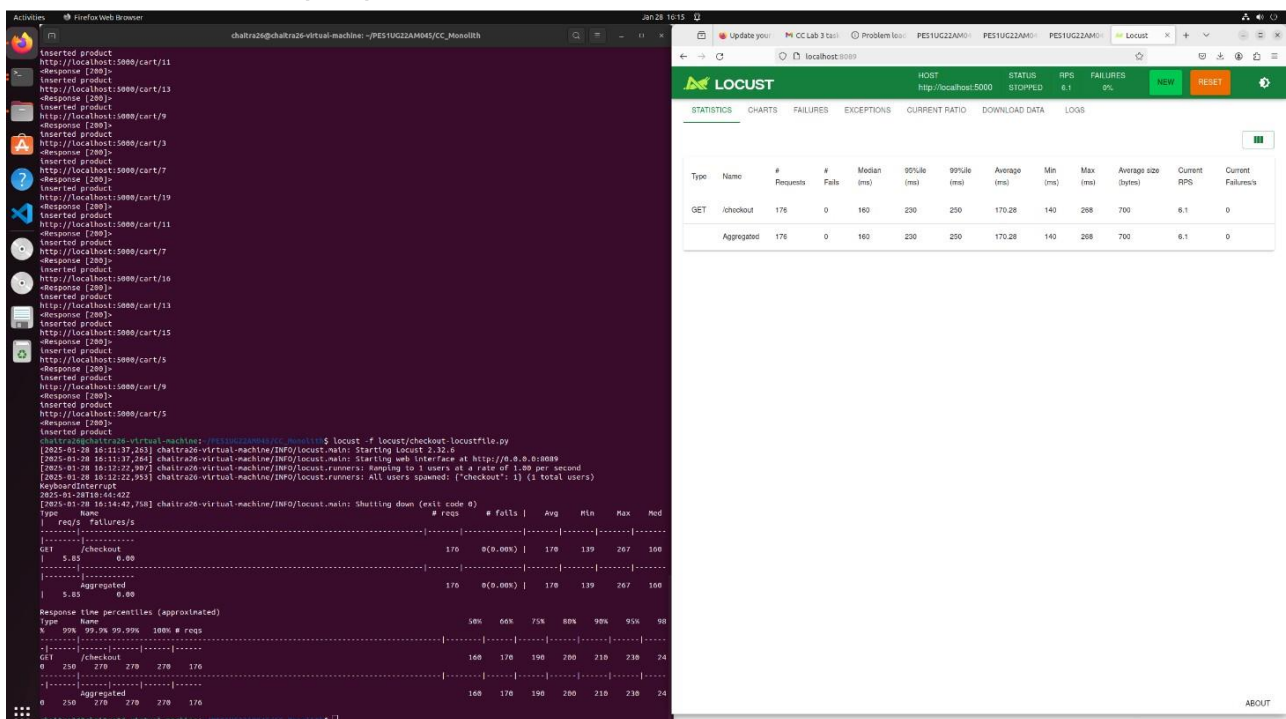 Activities
Firefox Web Browser
Jan 28 16:15
chaitra26@chaitra26-virtual-machine: ~/PES1UG22AM045/CC_Monolith
inserted product
http://localhost:5000/cart/11
<Response [200]>
inserted product
http://localhost:5000/cart/13
<Response [200]>
inserted product
http://localhost:5000/cart/9
<Response [200]>
inserted product
http://localhost:5000/cart/3
<Response [200]>
inserted product
http://localhost:5000/cart/7
<Response [200]>
inserted product
http://localhost:5000/cart/19
<Response [200]>
inserted product
http://localhost:5000/cart/11
<Response [200]>
inserted product
http://localhost:5000/cart/7
<Response [200]>
inserted product
http://localhost:5000/cart/16
<Response [200]>
inserted product
http://localhost:5000/cart/13
<Response [200]>
inserted product
http://localhost:5000/cart/15
<Response [200]>
inserted product
http://localhost:5000/cart/5
<Response [200]>
inserted product
http://localhost:5000/cart/9
<Response [200]>
inserted product
http://localhost:5000/cart/5
<Response [200]>
inserted product
chaitra26@chaitra26-virtual-machine:~/PES1UG22AM045/CC_Monolith$ locust -f locust/checkout-locustfile.py
[2025-01-28 16:11:37,263] chaitra26-virtual-machine/INFO/locust.main: Starting Locust 2.32.6
[2025-01-28 16:11:37,264] chaitra26-virtual-machine/INFO/locust.main: Starting web interface at http://0.0.0.0:8089
[2025-01-28 16:12:22,907] chaitra26-virtual-machine/INFO/locust.runners: Ramping to 1 users at a rate of 1.00 per second
[2025-01-28 16:12:22,953] chaitra26-virtual-machine/INFO/locust.runners: All users spawned: {"checkout": 1} (1 total users)
KeyboardInterrupt
2025-01-28T10:44:42Z
[2025-01-28 16:14:42,758] chaitra26-virtual-machine/INFO/locust.main: Shutting down (exit code 0)
Type Name # reqs # fails | Avg Min Max Med
| req/s failures/s
GET /checkout 176 0(0.00%) | 170 139 267 160
| 5.85 0.00
Aggregated 176 0(0.00%) | 170 139 267 160
| 5.85 0.00
Response time percentiles (approximated)
Type Name 50% 66% 75% 80% 90% 95% 98
% 99% 99.9% 99.99% 100% # reqs
GET /checkout 160 170 190 200 210 230 24
0 250 270 270 270 176
Aggregated 160 170 190 200 210 230 24
0 250 270 270 270 176
Update your
CC Lab 3 task
Problem load
PES1UG22AM04
PES1UG22AM04
PES1UG22AM04
Locust
localhost:8089
LOCUST
HOST STATUS RPS FAILURES
http://localhost:5000 STOPPED 6.1 0%
NEW
RESET
STATISTICS CHARTS FAILURES EXCEPTIONS CURRENT RATIO DOWNLOAD DATA LOGS
Type Name # Requests # Fails Median (ms) 95%ile (ms) 99%ile (ms) Average (ms) Min (ms) Max (ms) Average size (bytes) Current RPS Current Failures/s
GET /checkout 176 0 160 230 250 170.28 140 268 700 6.1 0
Aggregated 176 0 160 230 250 170.28 140 268 700 6.1 0
ABOUT